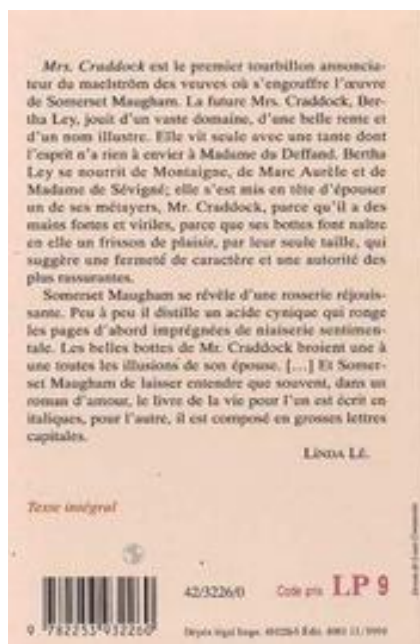 Mrs. Craddock est le premier tourbillon annoncia-
teur du maelström des veuves où s'engouffre l'œuvre
de Somerset Maugham. La future Mrs. Craddock, Ber-
tha Ley, jouit d'un vaste domaine, d'une belle rente et
d'un nom illustre. Elle vit seule avec une tante dont
l'esprit n'a rien à envier à Madame du Deffand. Bertha
Ley se nourrit de Montaigne, de Marc Aurèle et de
Madame de Sévigné; elle s'est mis en tête d'épouser
un de ses métayers, Mr. Craddock, parce qu'il a des
mains fortes et viriles, parce que ses bottes font naître
en elle un frisson de plaisir, par leur seule taille, qui
suggère une fermeté de caractère et une autorité des
plus rassurantes.
Somerset Maugham se révèle d'une rosserie réjouis-
sante. Peu à peu il distille un acide cynique qui ronge
les pages d'abord imprégnées de niaiserie sentimen-
tale. Les belles bottes de Mr. Craddock broient une à
une toutes les illusions de son épouse. [...] Et Somer-
set Maugham de laisser entendre que souvent, dans un
roman d'amour, le livre de la vie pour l'un est écrit en
italiques, pour l'autre, il est composé en grosses lettres
capitales.
LINDA LÊ.
Texte intégral
42/3226/0
Code prix LP 9
9 782253 932260
Dépôt légal Impr.